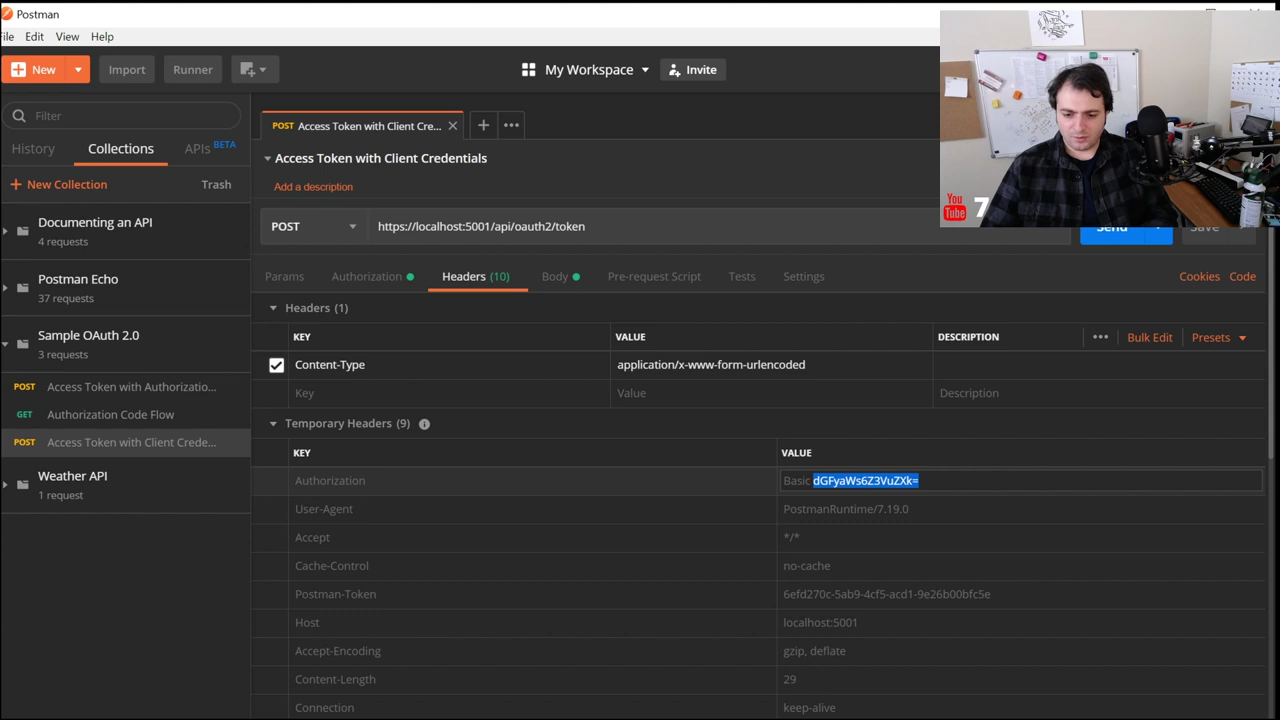 Postman
File Edit View Help
New Import Runner My Workspace Invite
Filter
History Collections APIs BETA
New Collection Trash
Documenting an API
4 requests
Postman Echo
37 requests
Sample OAuth 2.0
3 requests
POST Access Token with Authorizatio...
GET Authorization Code Flow
POST Access Token with Client Crede...
Weather API
1 request
POST Access Token with Client Cre...
Access Token with Client Credentials
Add a description
POST https://localhost:5001/api/oauth2/token Send Save
Params Authorization Headers (10) Body Pre-request Script Tests Settings Cookies Code
Headers (1)
KEY VALUE DESCRIPTION Bulk Edit Presets
Content-Type application/x-www-form-urlencoded
Key Value Description
Temporary Headers (9)
KEY VALUE
Authorization Basic dGFyaWs6Z3VuZXk=
User-Agent PostmanRuntime/7.19.0
Accept */*
Cache-Control no-cache
Postman-Token 6efd270c-5ab9-4cf5-acd1-9e26b00bfc5e
Host localhost:5001
Accept-Encoding gzip, deflate
Content-Length 29
Connection keep-alive
You Tube 7